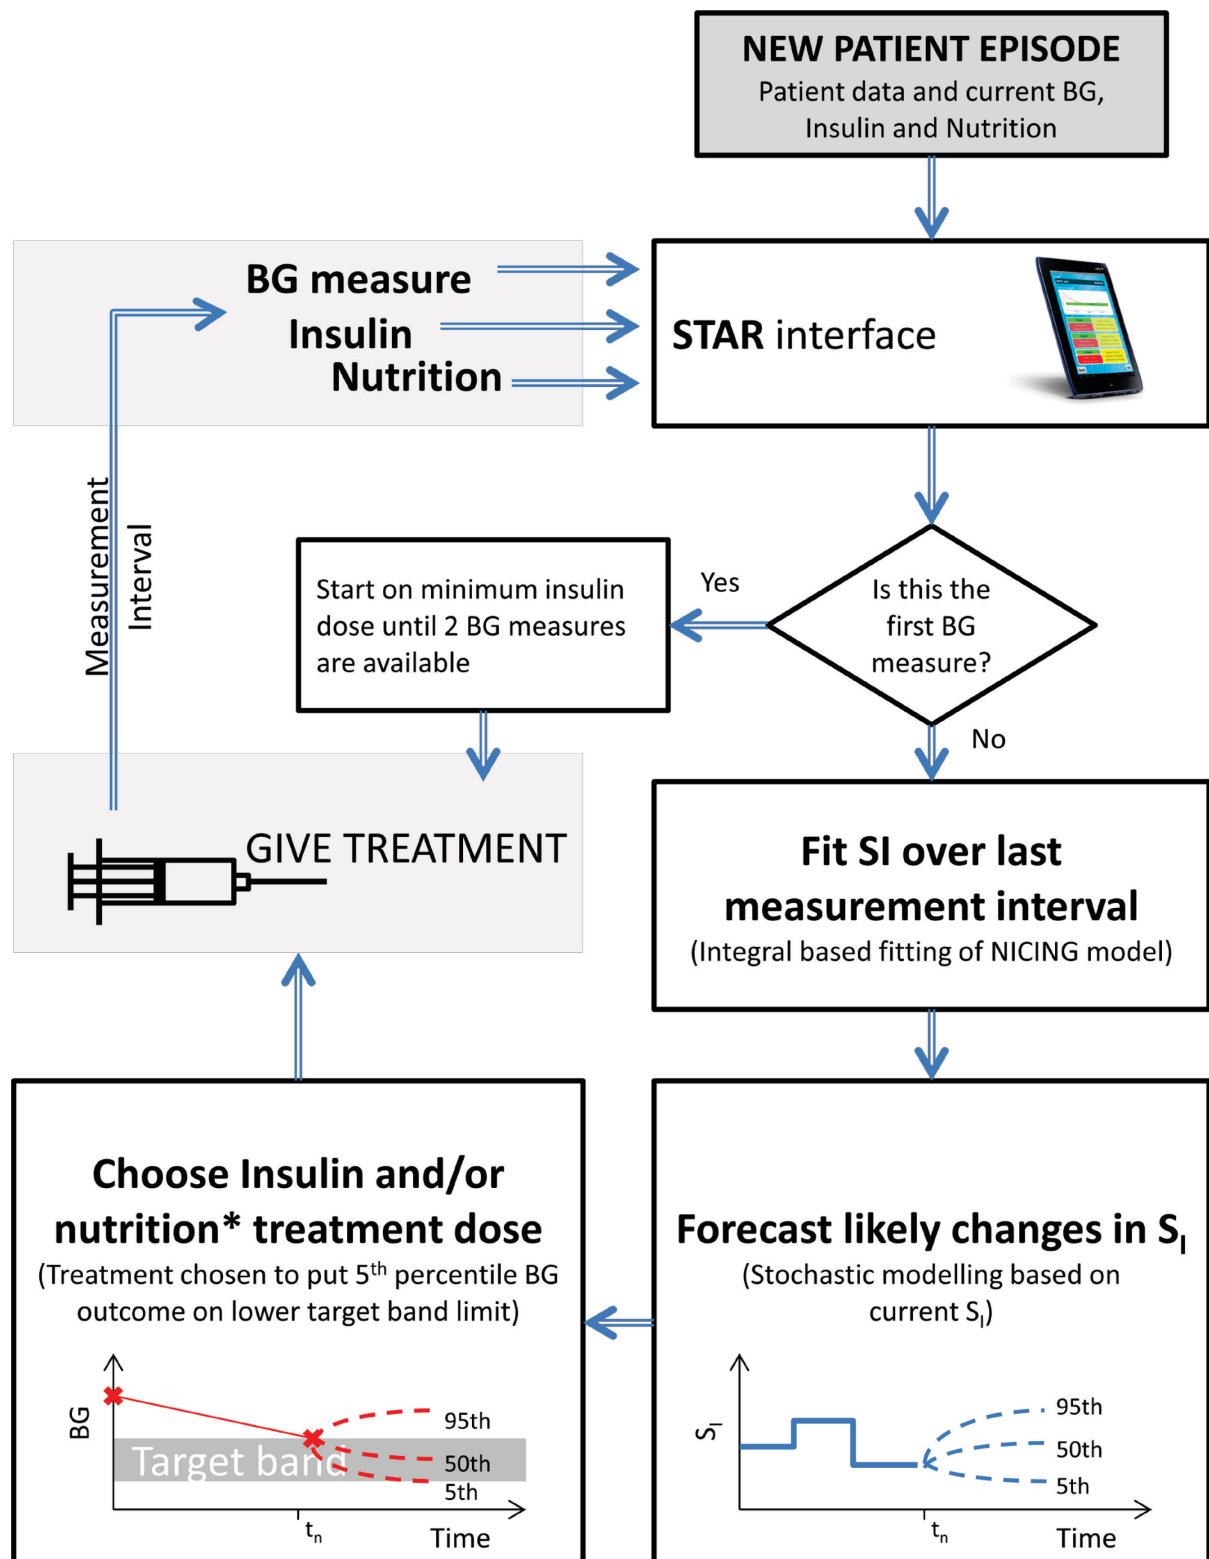 NEW PATIENT EPISODE
Patient data and current BG,
Insulin and Nutrition
BG measure
Insulin
Nutrition
STAR interface
Measurement
Interval
Start on minimum insulin
dose until 2 BG measures
are available
Yes
Is this the
first BG
measure?
No
GIVE TREATMENT
Fit SI over last
measurement interval
(Integral based fitting of NICING model)
Choose Insulin and/or
nutrition* treatment dose
(Treatment chosen to put 5th percentile BG
outcome on lower target band limit)
BG
Target band
95th
50th
5th
tn
Time
Forecast likely changes in SI
(Stochastic modelling based on
current SI)
SI
95th
50th
5th
tn
Time